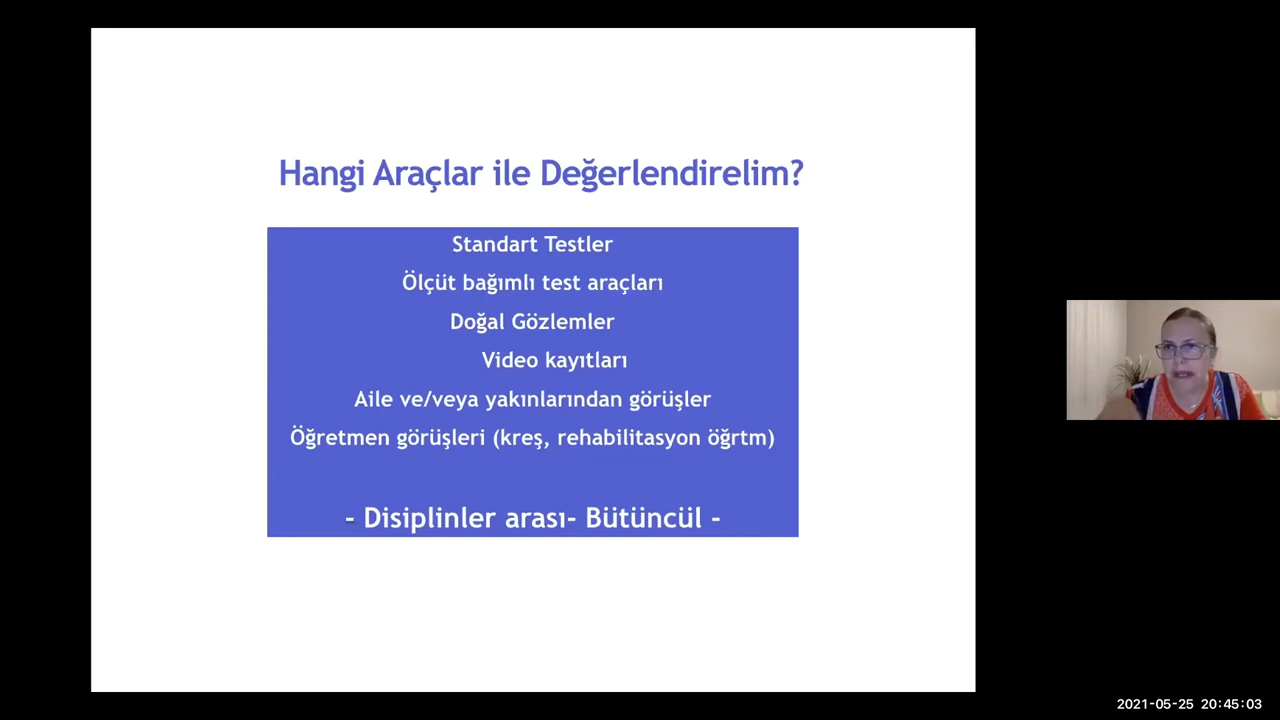 Hangi Araçlar ile Değerlendirelim?
Standart Testler
Ölçüt bağımlı test araçları
Doğal Gözlemler
Video kayıtları
Aile ve/veya yakınlarından görüşler
Öğretmen görüşleri (kreş, rehabilitasyon öğrtm)
- Disiplinler arası- Bütüncül -
2021-05-25 20:45:03